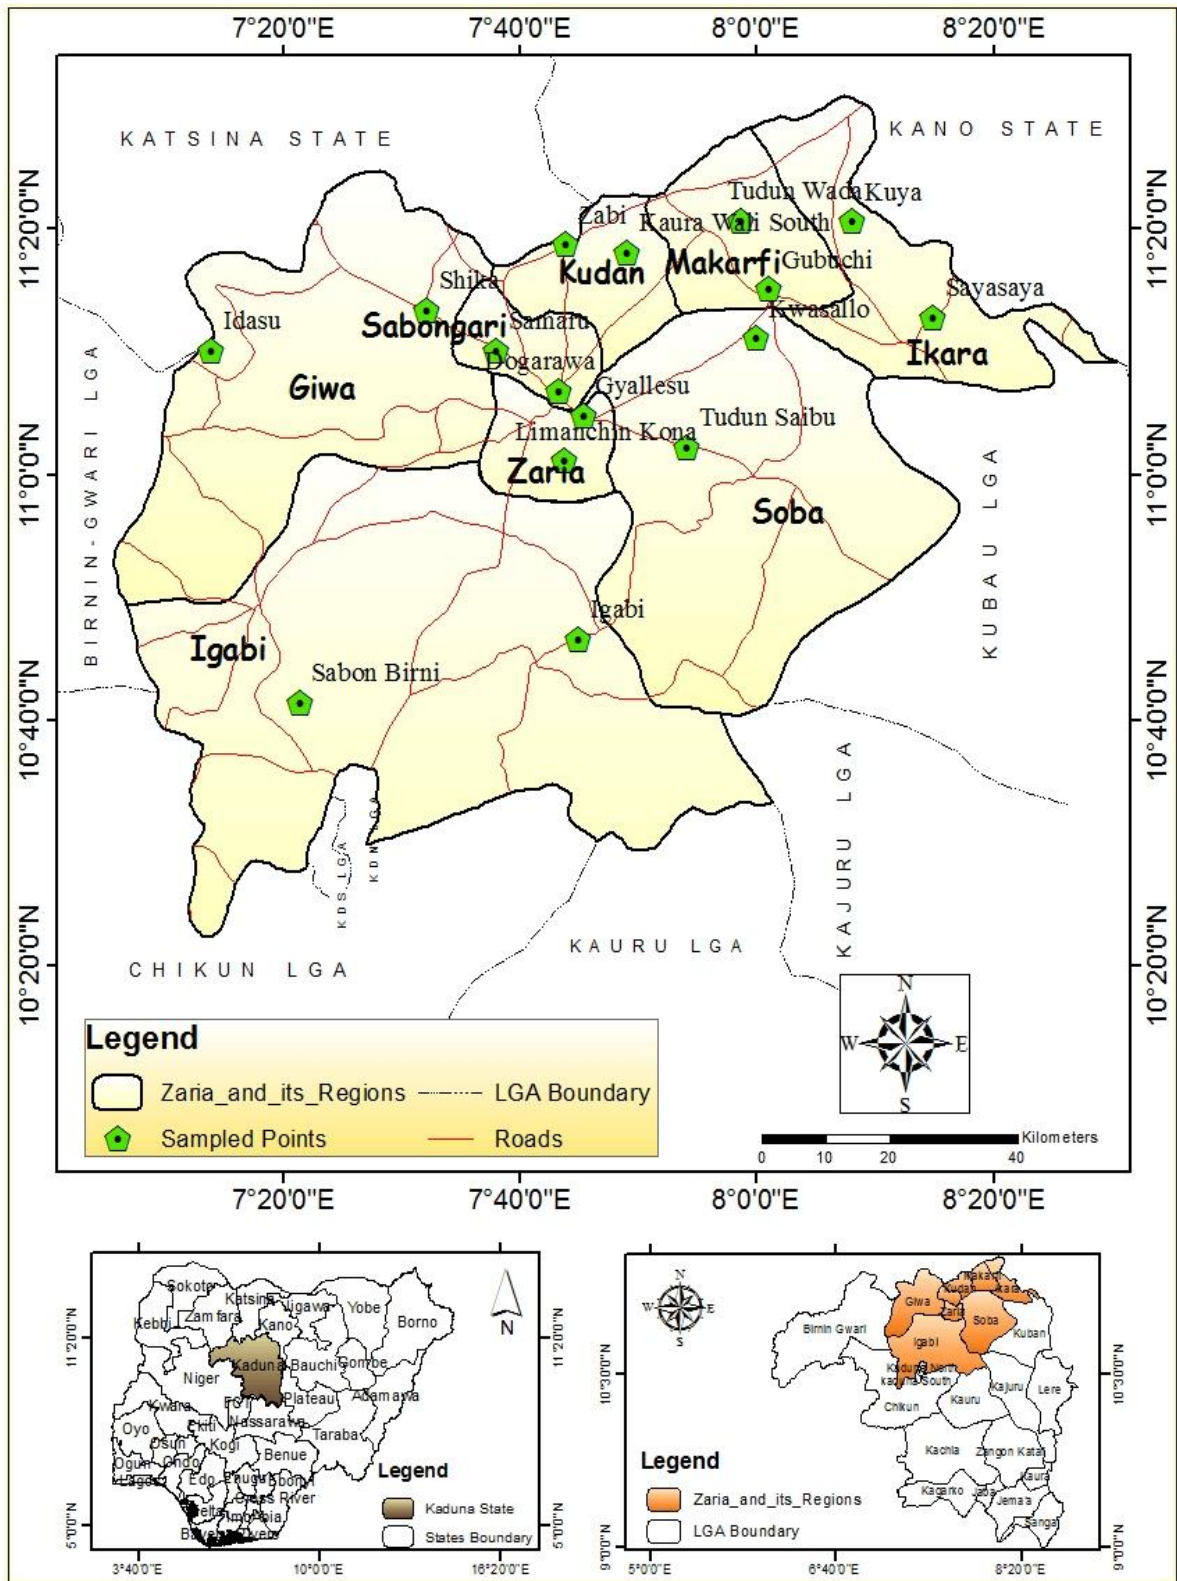 7°20'0"E 7°40'0"E 8°0'0"E 8°20'0"E
KATSINA STATE
KANO STATE
11°20'0"N
11°20'0"N
Tudun Wada
Kuya
Zabi
Kaura Wali South
Kudan
Makarfi
Gubuchi
Shika
Sayasaya
Idasu
Sabongari
Samaru
Kwasallo
Ikara
Dogarawa
Giwa
Gyallesu
Tudun Saibu
Limanchin Kona
Zaria
BIRNIN-GWARI LGA
11°0'0"N
11°0'0"N
Soba
KUBAU LGA
Igabi
Igabi
Sabon Birni
10°40'0"N
10°40'0"N
KAJURU LGA
KDS LGA
KDN LGA
KAURU LGA
CHIKUN LGA
10°20'0"N
10°20'0"N
N
W E
S
Legend
Zaria_and_its_Regions LGA Boundary
Sampled Points Roads
Kilometers
0 10 20 40
7°20'0"E 7°40'0"E 8°0'0"E 8°20'0"E
Sokoto
Katsina
Jigawa
Yobe
Borno
Kebbi
Zamfara
Kano
N
11°20'0"N
11°20'0"N
Kaduna
Bauchi
Gombe
Niger
Adamawa
Kwara
FCT
Plateau
Nassarawa
Taraba
Oyo
Ekiti
Osun
Kogi
Benue
Ogun
Ondo
Lagos
Edo
Enugu
Ebonyi
Cross River
Delta
Imo
Bayelsa
Rivers
Legend
Kaduna State
States Boundary
5°0'0"N
5°0'0"N
3°40'0"E 10°0'0"E 16°20'0"E
N
W E
S
Makarfi
Kudan
Ikara
Giwa
Zaria
Soba
Birnin Gwari
Igabi
Kuban
10°30'0"N
10°30'0"N
Kaduna North
kaduna South
Kajuru
Lere
Chikun
Kauru
Kachia
Zangon Kataf
Kaura
Kagarko
Jaba
Jema'a
Sanga
Legend
Zaria_and_its_Regions
LGA Boundary
9°0'0"N
9°0'0"N
5°0'0"E 6°40'0"E 8°20'0"E